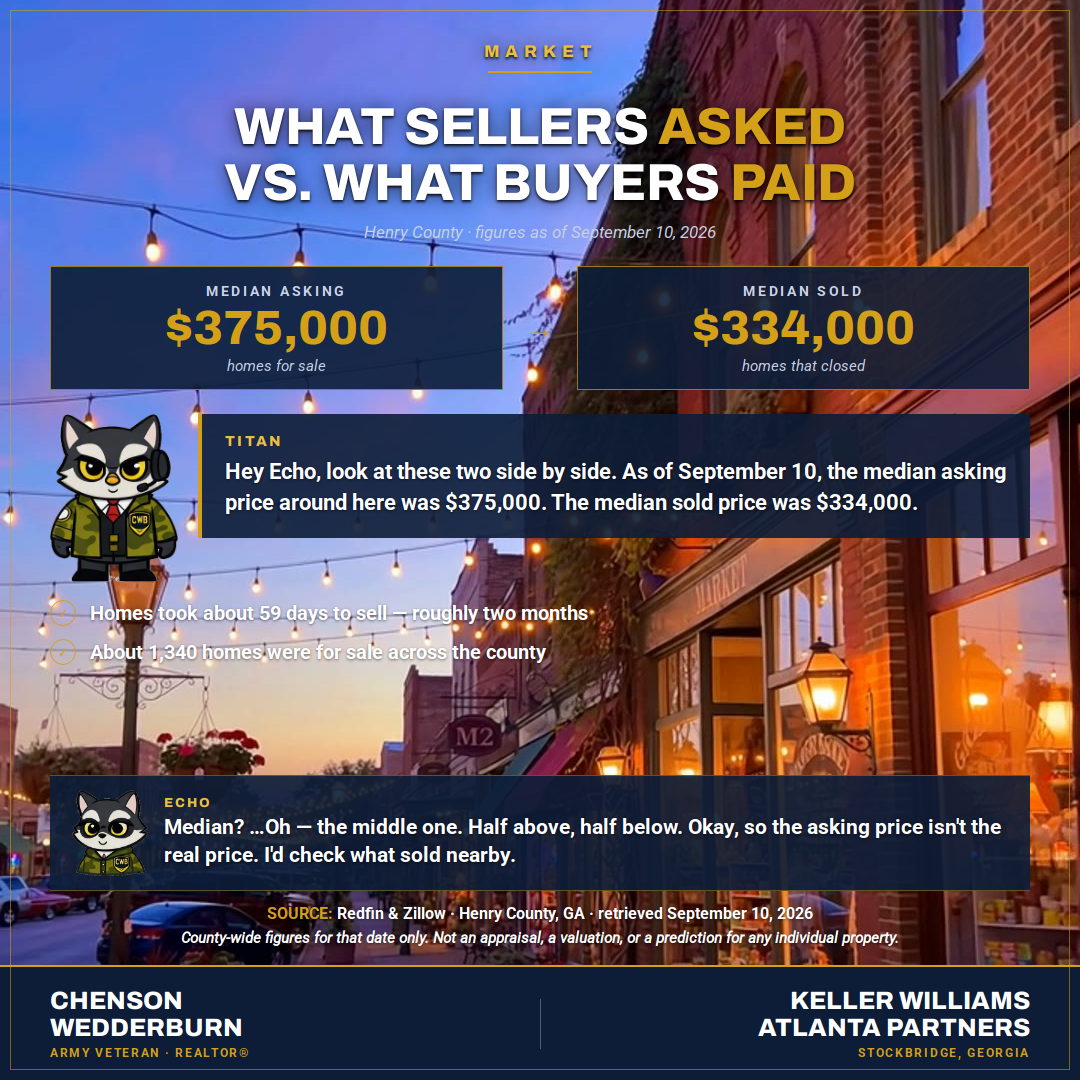 MARKET
WHAT SELLERS ASKED
VS. WHAT BUYERS PAID
Henry County · figures as of September 10, 2026
MEDIAN ASKING
$375,000
homes for sale
→
MEDIAN SOLD
$334,000
homes that closed
TITAN
Hey Echo, look at these two side by side. As of September 10, the median asking
price around here was $375,000. The median sold price was $334,000.
CWB
✓ Homes took about 59 days to sell — roughly two months
✓ About 1,340 homes were for sale across the county
MARKET
M2
ECHO
Median? ...Oh — the middle one. Half above, half below. Okay, so the asking price isn't the
real price. I'd check what sold nearby.
CWB
SOURCE: Redfin & Zillow · Henry County, GA · retrieved September 10, 2026
County-wide figures for that date only. Not an appraisal, a valuation, or a prediction for any individual property.
CHENSON
WEDDERBURN
ARMY VETERAN · REALTOR®
KELLER WILLIAMS
ATLANTA PARTNERS
STOCKBRIDGE, GEORGIA